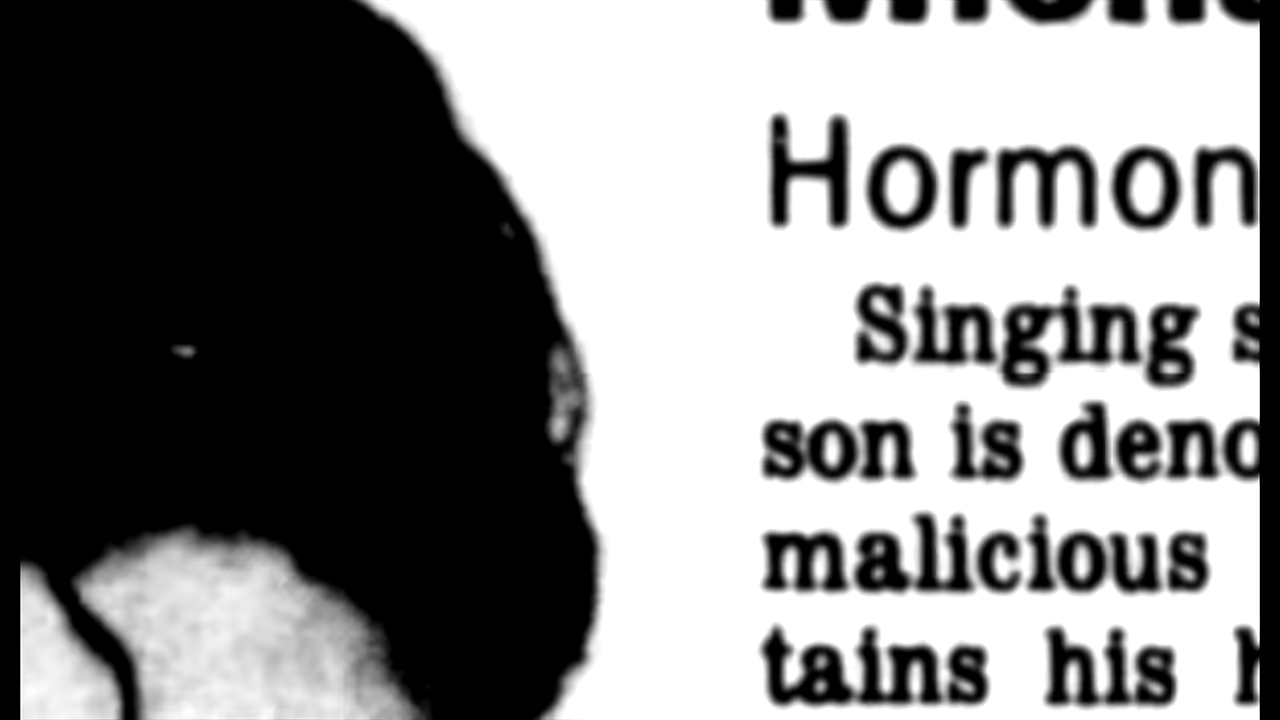 Hormon
Singing s
son is deno
malicious
tains his h